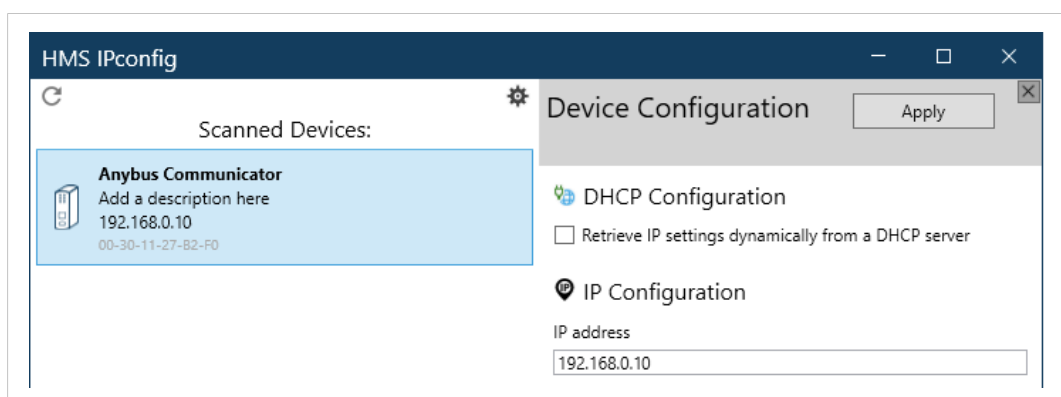 HMS IPconfig
Scanned Devices:
Anybus Communicator
Add a description here
192.168.0.10
00-30-11-27-B2-F0
Device Configuration
Apply
DHCP Configuration
Retrieve IP settings dynamically from a DHCP server
IP
IP Configuration
IP address
192.168.0.10